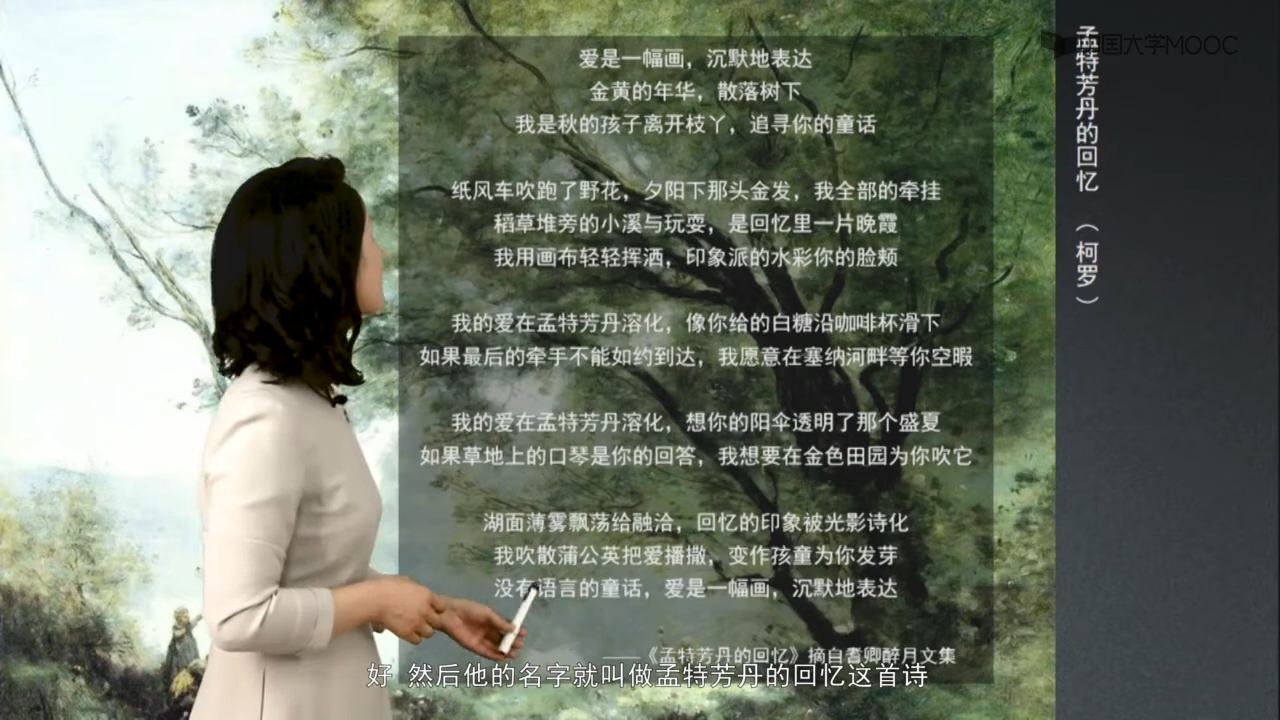 爱是一幅画，沉默地表达
金黄的年华，散落树下
我是秋的孩子离开枝丫，追寻你的童话
纸风车吹跑了野花，夕阳下那头金发，我全部的牵挂
稻草堆旁的小溪与玩耍，是回忆里一片晚霞
我用画布轻轻挥洒，印象派的水彩你的脸颊
我的爱在孟特芳丹溶化，像你给的白糖沿咖啡杯滑下
如果最后的牵手不能如约到达，我愿意在塞纳河畔等你空暇
我的爱在孟特芳丹溶化，想你的阳伞透明了那个盛夏
如果草地上的口琴是你的回答，我想要在金色田园为你吹它
湖面薄雾飘荡给融洽，回忆的印象被光影诗化
我吹散蒲公英把爱播撒，变作孩童为你发芽
没有语言的童话，爱是一幅画，沉默地表达
——《孟特芳丹的回忆》摘自耆卿醉月文集
好 然后他的名字就叫做孟特芳丹的回忆这首诗
孟特芳丹的回忆（柯罗）
中国大学MOOC